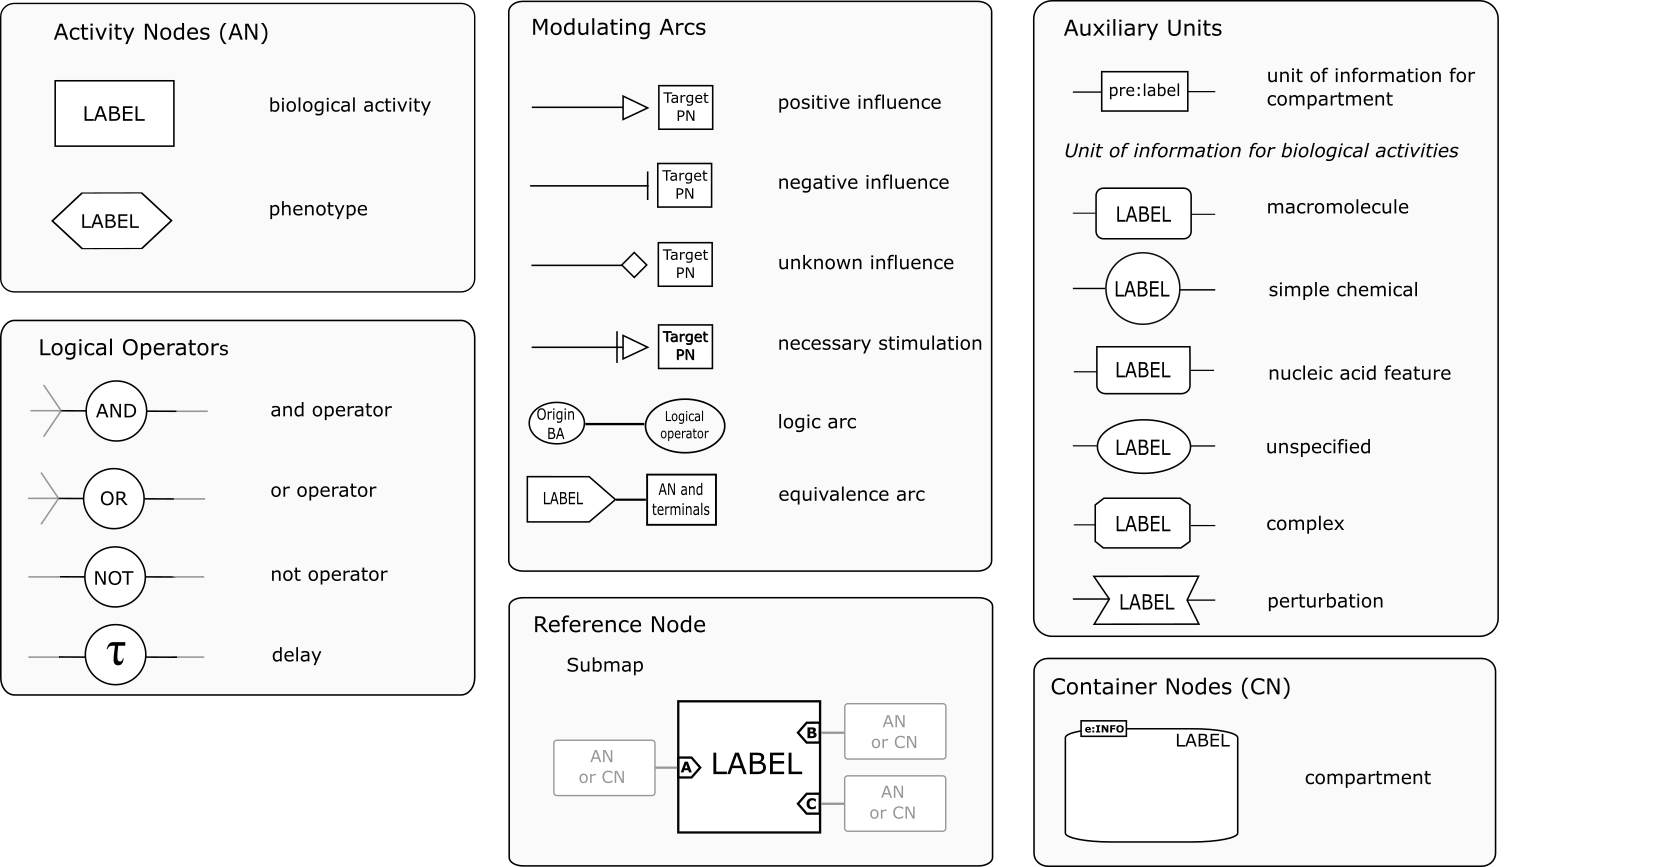 Activity Nodes (AN)
LABEL
biological activity
LABEL
phenotype
Logical Operators
AND
and operator
OR
or operator
NOT
not operator
τ
delay
Modulating Arcs
Target
PN
positive influence
Target
PN
negative influence
Target
PN
unknown influence
Target
PN
necessary stimulation
Origin
BA
Logical
operator
logic arc
LABEL
AN and
terminals
equivalence arc
Reference Node
Submap
AN
or CN
A
LABEL
B
AN
or CN
C
AN
or CN
Auxiliary Units
pre:label
unit of information for
compartment
Unit of information for biological activities
LABEL
macromolecule
LABEL
simple chemical
LABEL
nucleic acid feature
LABEL
unspecified
LABEL
complex
LABEL
perturbation
Container Nodes (CN)
e:INFO
LABEL
compartment